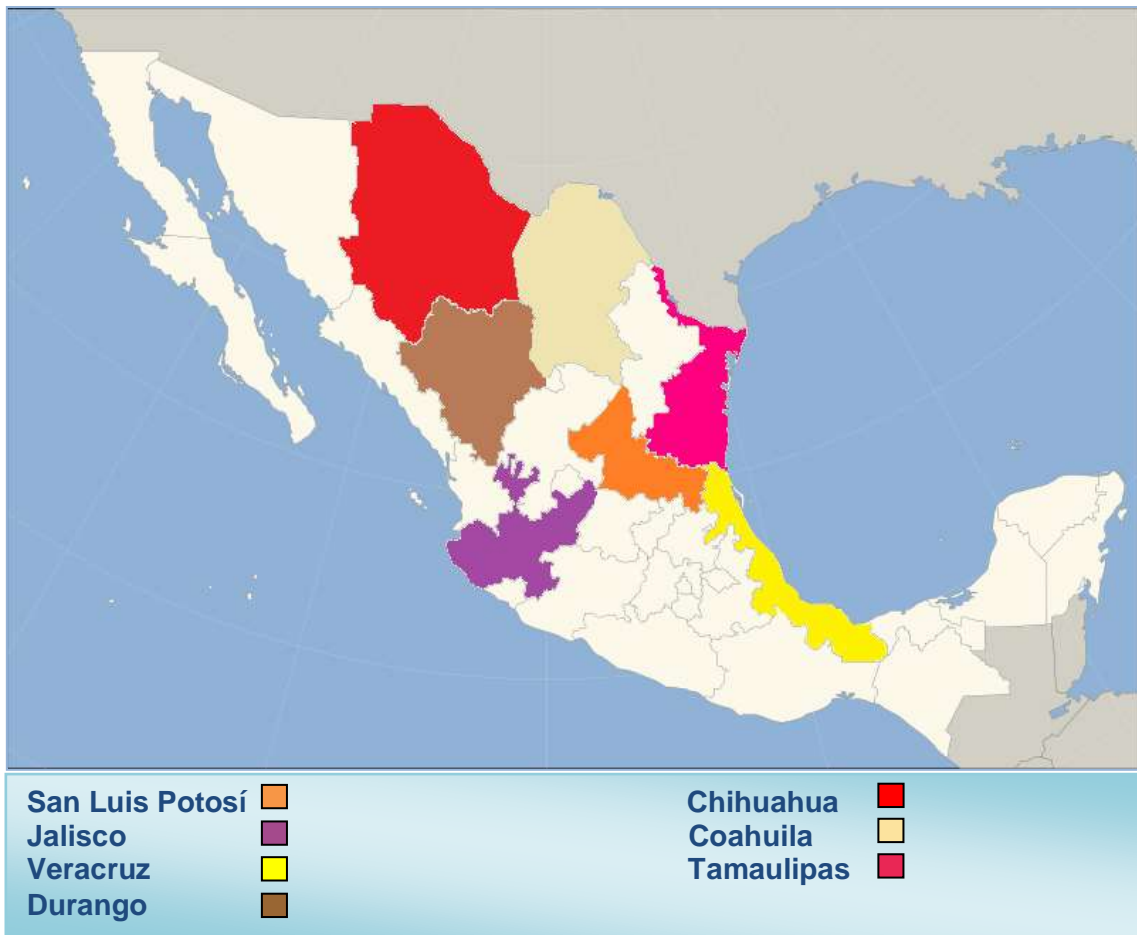 San Luis Potosí
Jalisco
Veracruz
Durango
Chihuahua
Coahuila
Tamaulipas